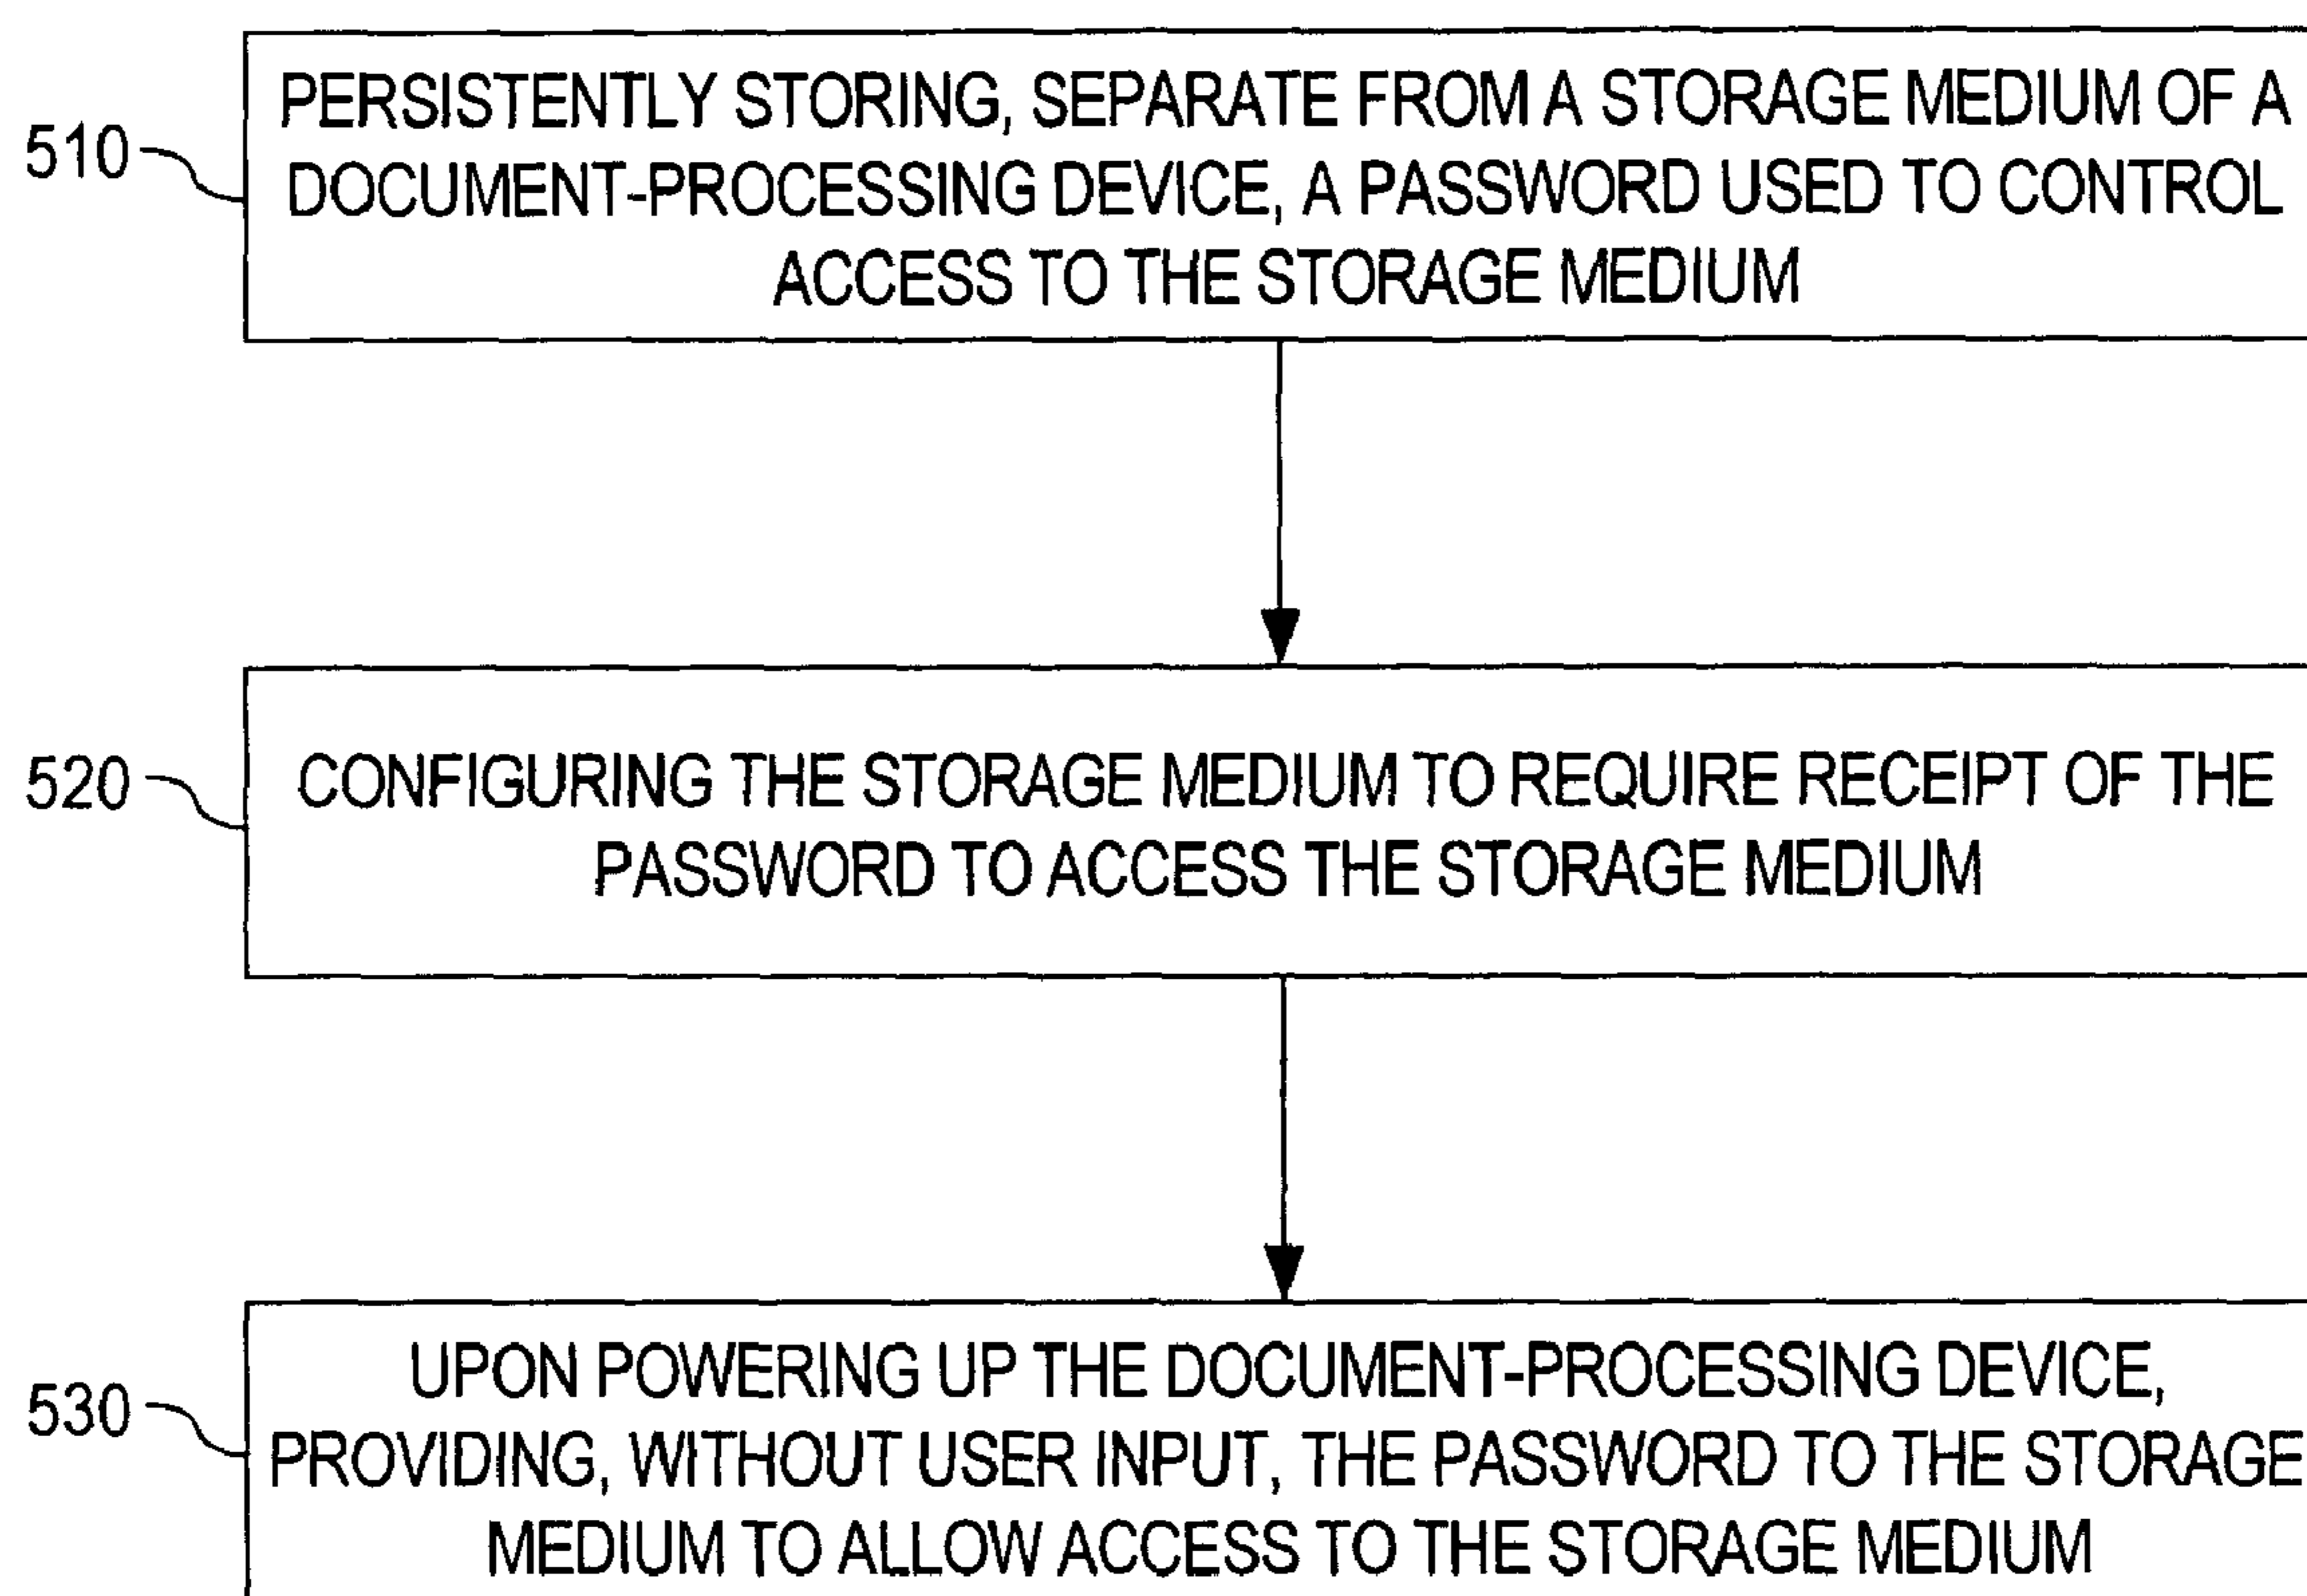 PERSISTENTLY STORING, SEPARATE FROM A STORAGE MEDIUM OF A
510
DOCUMENT-PROCESSING DEVICE, A PASSWORD USED TO CONTROL
ACCESS TO THE STORAGE MEDIUM
520
CONFIGURING THE STORAGE MEDIUM TO REQUIRE RECEIPT OF THE
PASSWORD TO ACCESS THE STORAGE MEDIUM
UPON POWERING UP THE DOCUMENT-PROCESSING DEVICE,
530
PROVIDING, WITHOUT USER INPUT, THE PASSWORD TO THE STORAGE
MEDIUM TO ALLOW ACCESS TO THE STORAGE MEDIUM